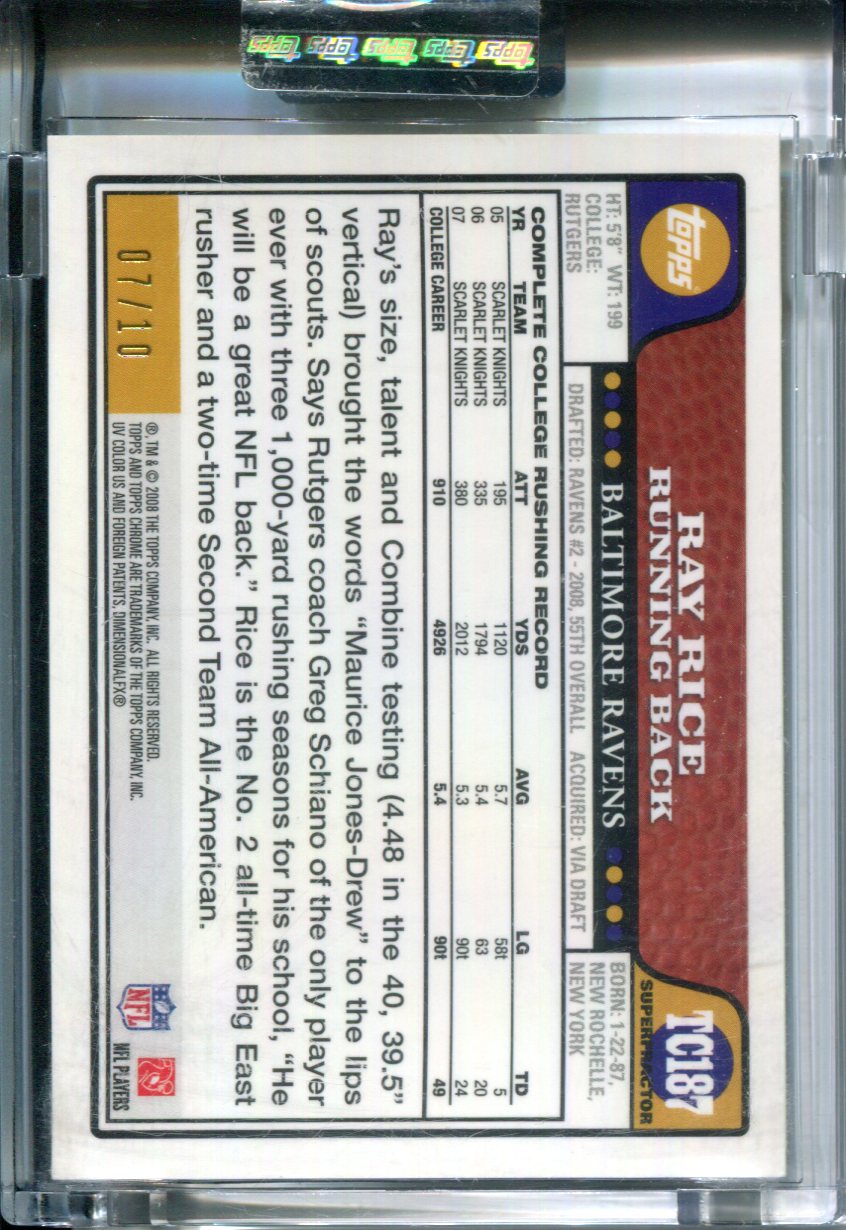 topps topps topps topps topps
topps
RAY RICE
RUNNING BACK
TC187
SUPERFRACTOR
BALTIMORE RAVENS
HT: 5'8" WT: 199
COLLEGE:
RUTGERS
DRAFTED: RAVENS #2 - 2008, 55TH OVERALL ACQUIRED: VIA DRAFT
BORN: 1-22-87,
NEW ROCHELLE,
NEW YORK
COMPLETE COLLEGE RUSHING RECORD
YR TEAM ATT YDS AVG LG TD
05 SCARLET KNIGHTS 195 1120 5.7 58t 5
06 SCARLET KNIGHTS 335 1794 5.4 63 20
07 SCARLET KNIGHTS 380 2012 5.3 90t 24
COLLEGE CAREER 910 4926 5.4 90t 49
Ray's size, talent and Combine testing (4.48 in the 40, 39.5"
vertical) brought the words "Maurice Jones-Drew" to the lips
of scouts. Says Rutgers coach Greg Schiano of the only player
ever with three 1,000-yard rushing seasons for his school, "He
will be a great NFL back." Rice is the No. 2 all-time Big East
rusher and a two-time Second Team All-American.
07/10
®, TM & © 2008 THE TOPPS COMPANY, INC. ALL RIGHTS RESERVED.
TOPPS AND TOPPS CHROME ARE TRADEMARKS OF THE TOPPS COMPANY, INC.
UV COLOR US AND FOREIGN PATENTS, DIMENSIONALFX®
NFL
NFL PLAYERS